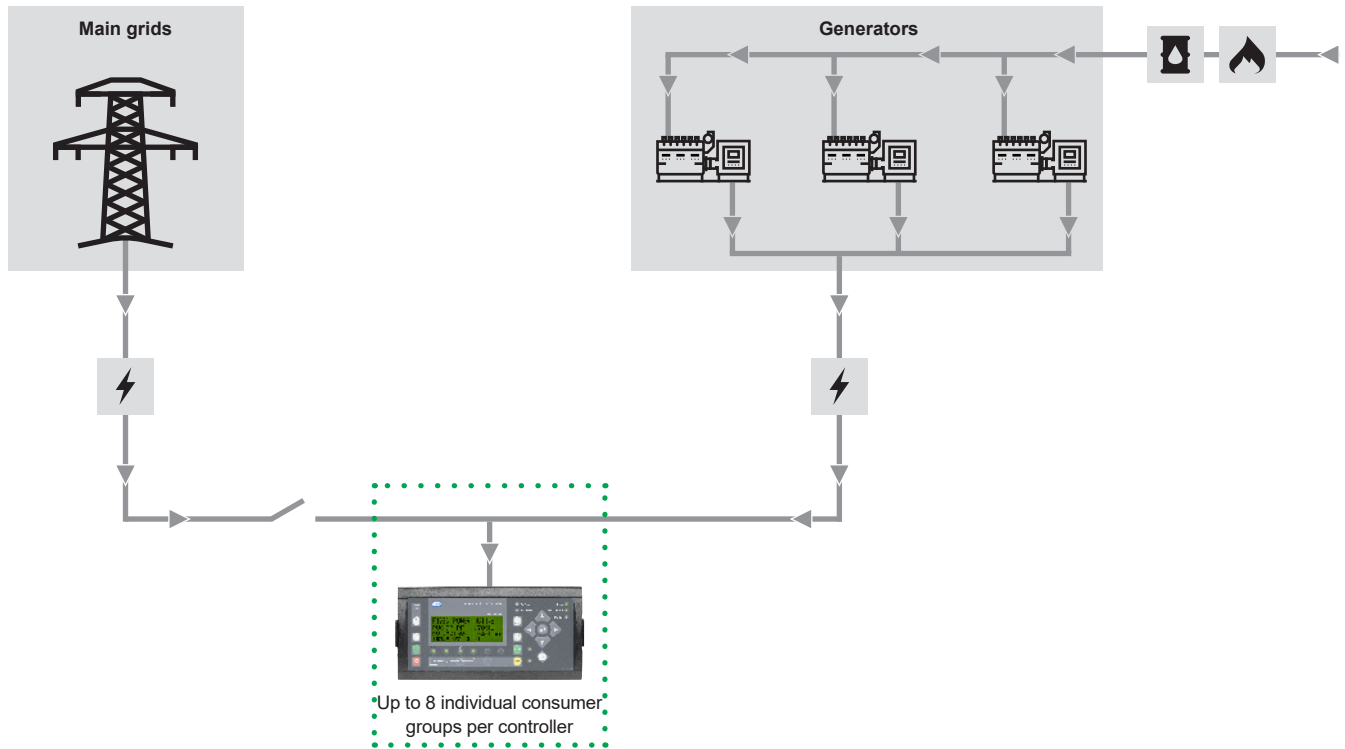 Main grids
Generators
Up to 8 individual consumer
groups per controller